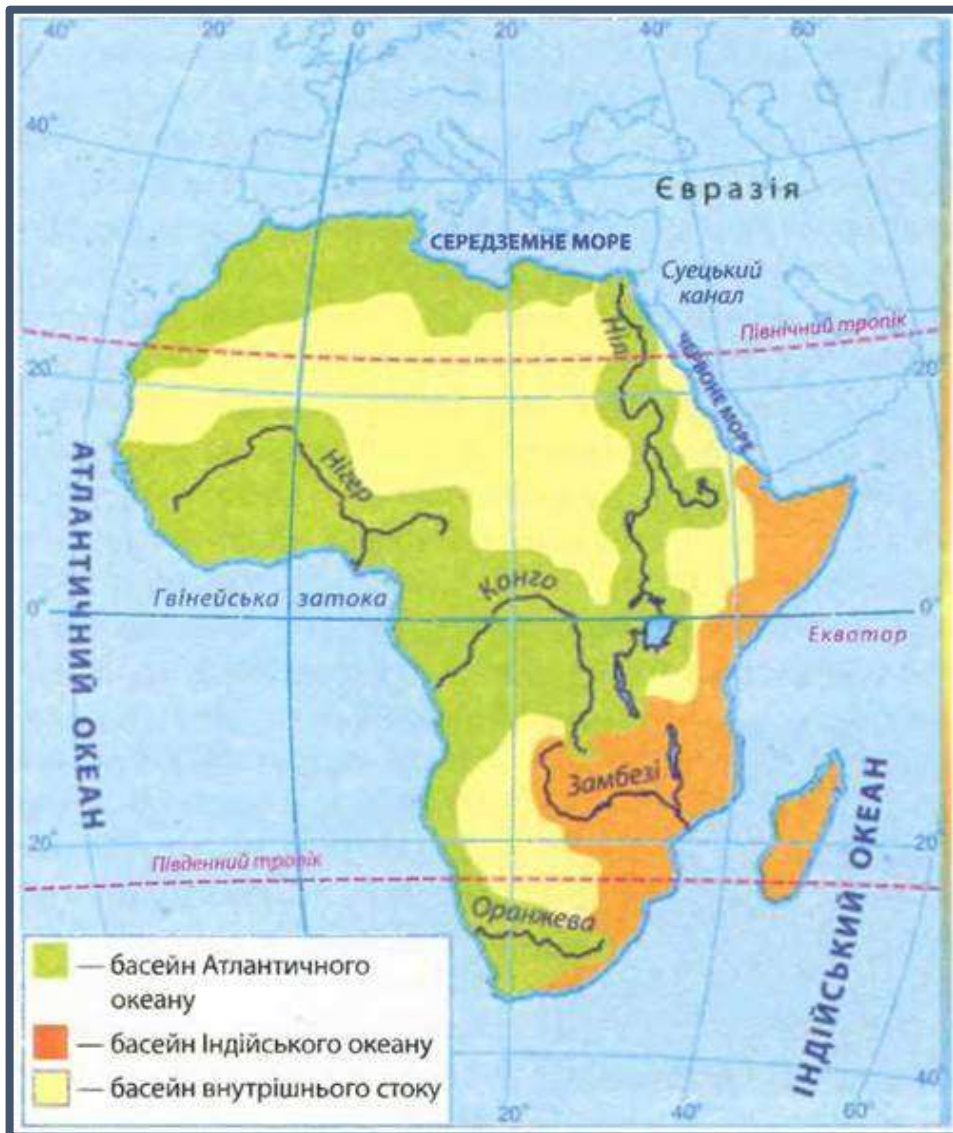 40°
20°
0°
20°
40°
60°
40°
Євразія
СЕРЕДЗЕМНЕ МОРЕ
Суецький
канал
Північний тропік
Ніл
ЧЕРВОНЕ МОРЕ
20°
20°
Нігер
АТЛАНТИЧНИЙ ОКЕАН
Гвінейська затока
Конго
0°
0°
Екватор
Замбезі
20°
20°
Південний тропік
Оранжева
ІНДІЙСЬКИЙ ОКЕАН
— басейн Атлантичного
океану
— басейн Індійського океану
— басейн внутрішнього стоку
20°
40°
60°